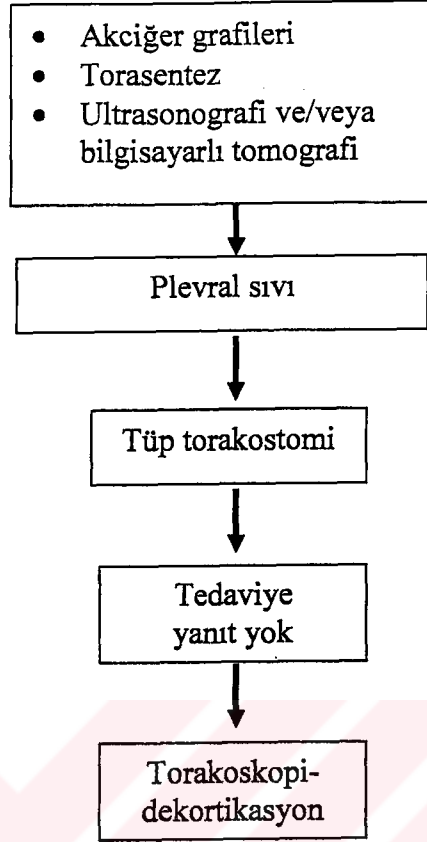 • Akciğer grafileri
• Torasentez
• Ultrasonografi ve/veya
bilgisayarlı tomografi
Plevral sıvı
Tüp torakostomi
Tedaviye
yanıt yok
Torakoskopi-
dekortikasyon